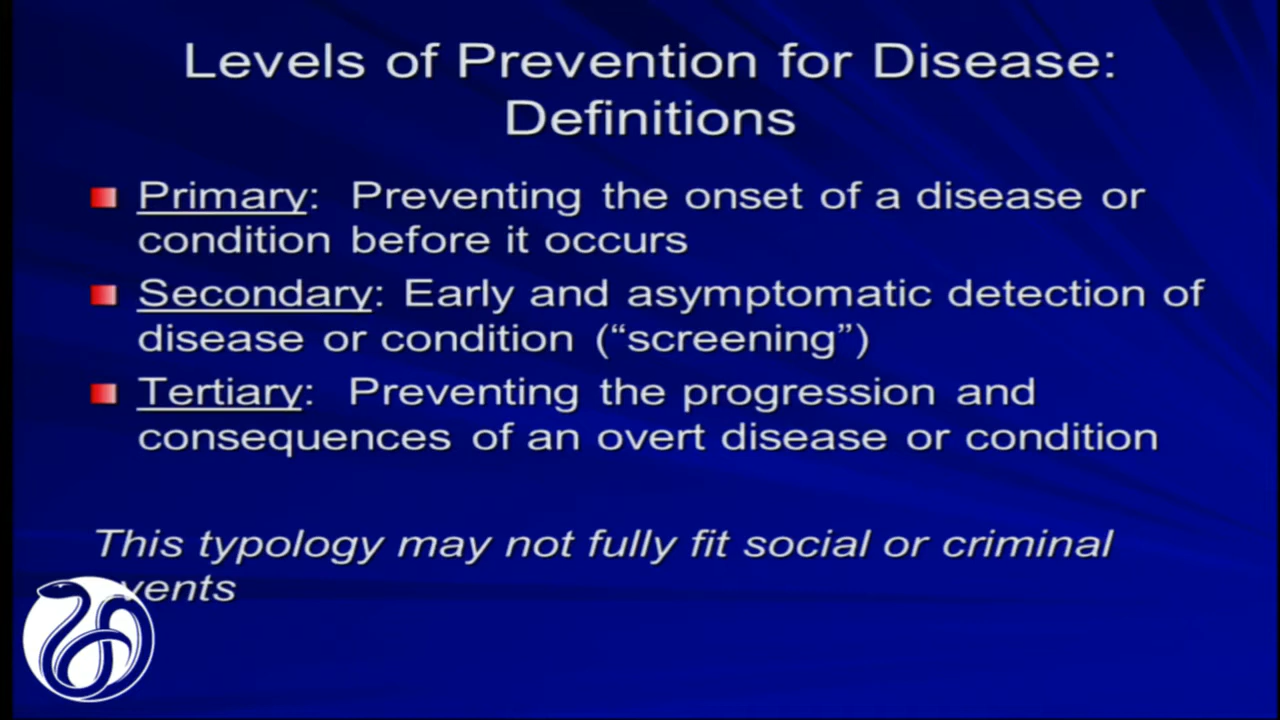 Levels of Prevention for Disease:
Definitions
Primary: Preventing the onset of a disease or
condition before it occurs
Secondary: Early and asymptomatic detection of
disease or condition (“screening”)
Tertiary: Preventing the progression and
consequences of an overt disease or condition
This typology may not fully fit social or criminal
events